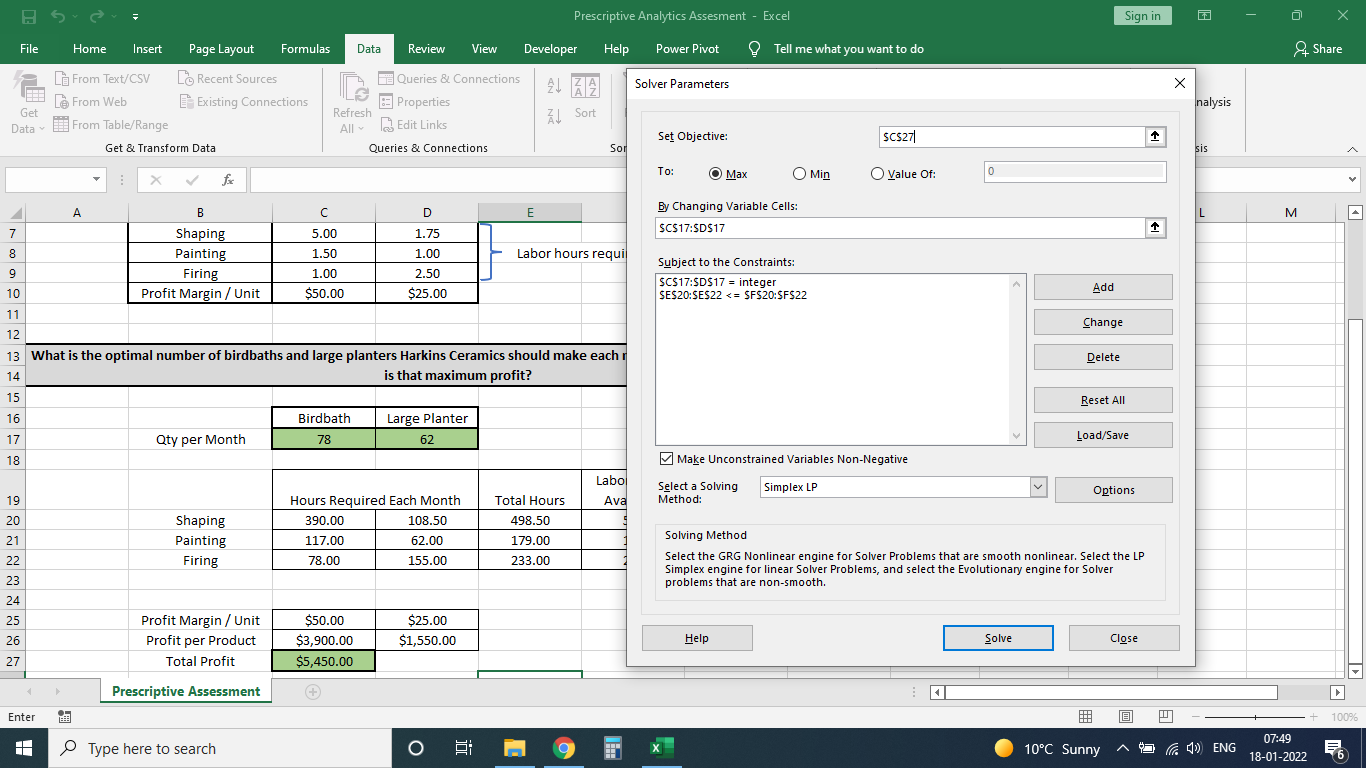 Prescriptive Analytics Assesment - Excel
Sign in
File Home Insert Page Layout Formulas Data Review View Developer Help Power Pivot Tell me what you want to do Share
Get Data
From Text/CSV
From Web
From Table/Range
Recent Sources
Existing Connections
Get & Transform Data
Refresh All
Queries & Connections
Properties
Edit Links
Queries & Connections
Sort
fx
A B C D E L M
7 Shaping 5.00 1.75
8 Painting 1.50 1.00 Labor hours requi
9 Firing 1.00 2.50
10 Profit Margin / Unit $50.00 $25.00
11
12
13 What is the optimal number of birdbaths and large planters Harkins Ceramics should make each
14 is that maximum profit?
15
16 Birdbath Large Planter
17 Qty per Month 78 62
18
19 Hours Required Each Month Total Hours
20 Shaping 390.00 108.50 498.50
21 Painting 117.00 62.00 179.00
22 Firing 78.00 155.00 233.00
23
24
25 Profit Margin / Unit $50.00 $25.00
26 Profit per Product $3,900.00 $1,550.00
27 Total Profit $5,450.00
Solver Parameters
Set Objective: $C$27
To: Max Min Value Of: 0
By Changing Variable Cells:
$C$17:$D$17
Subject to the Constraints:
$C$17:$D$17 = integer
$E$20:$E$22 <= $F$20:$F$22
Add
Change
Delete
Reset All
Load/Save
Make Unconstrained Variables Non-Negative
Select a Solving Method: Simplex LP Options
Solving Method
Select the GRG Nonlinear engine for Solver Problems that are smooth nonlinear. Select the LP
Simplex engine for linear Solver Problems, and select the Evolutionary engine for Solver
problems that are non-smooth.
Help Solve Close
Prescriptive Assessment
Enter
100%
Type here to search
10°C Sunny
ENG
07:49
18-01-2022
6